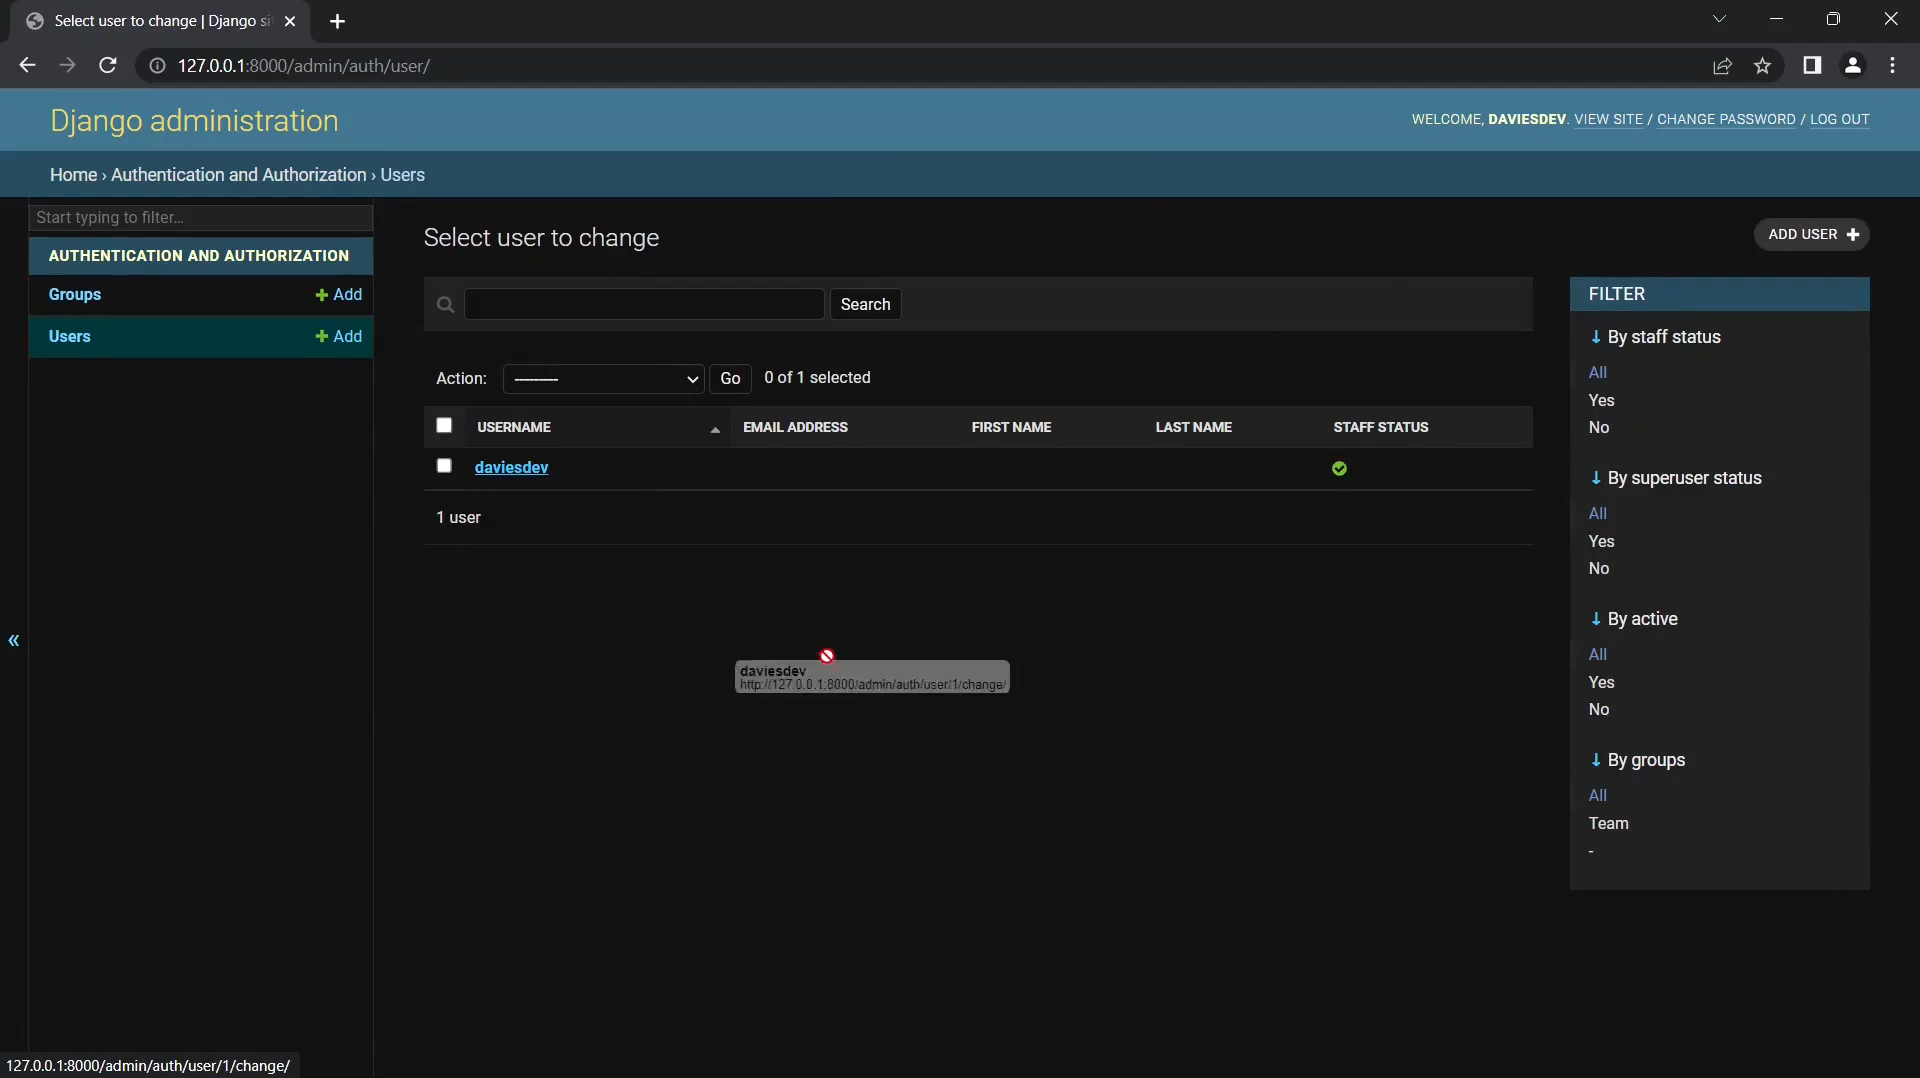 Select user to change | Django si
127.0.0.1:8000/admin/auth/user/
Django administration
WELCOME, DAVIESDEV. VIEW SITE / CHANGE PASSWORD / LOG OUT
Home › Authentication and Authorization › Users
Start typing to filter...
AUTHENTICATION AND AUTHORIZATION
Groups + Add
Users + Add
Select user to change
ADD USER +
Search
Action: --------- Go 0 of 1 selected
USERNAME EMAIL ADDRESS FIRST NAME LAST NAME STAFF STATUS
daviesdev
1 user
daviesdev
http://127.0.0.1:8000/admin/auth/user/1/change/
FILTER
↓ By staff status
All
Yes
No
↓ By superuser status
All
Yes
No
↓ By active
All
Yes
No
↓ By groups
All
Team
-
«
127.0.0.1:8000/admin/auth/user/1/change/